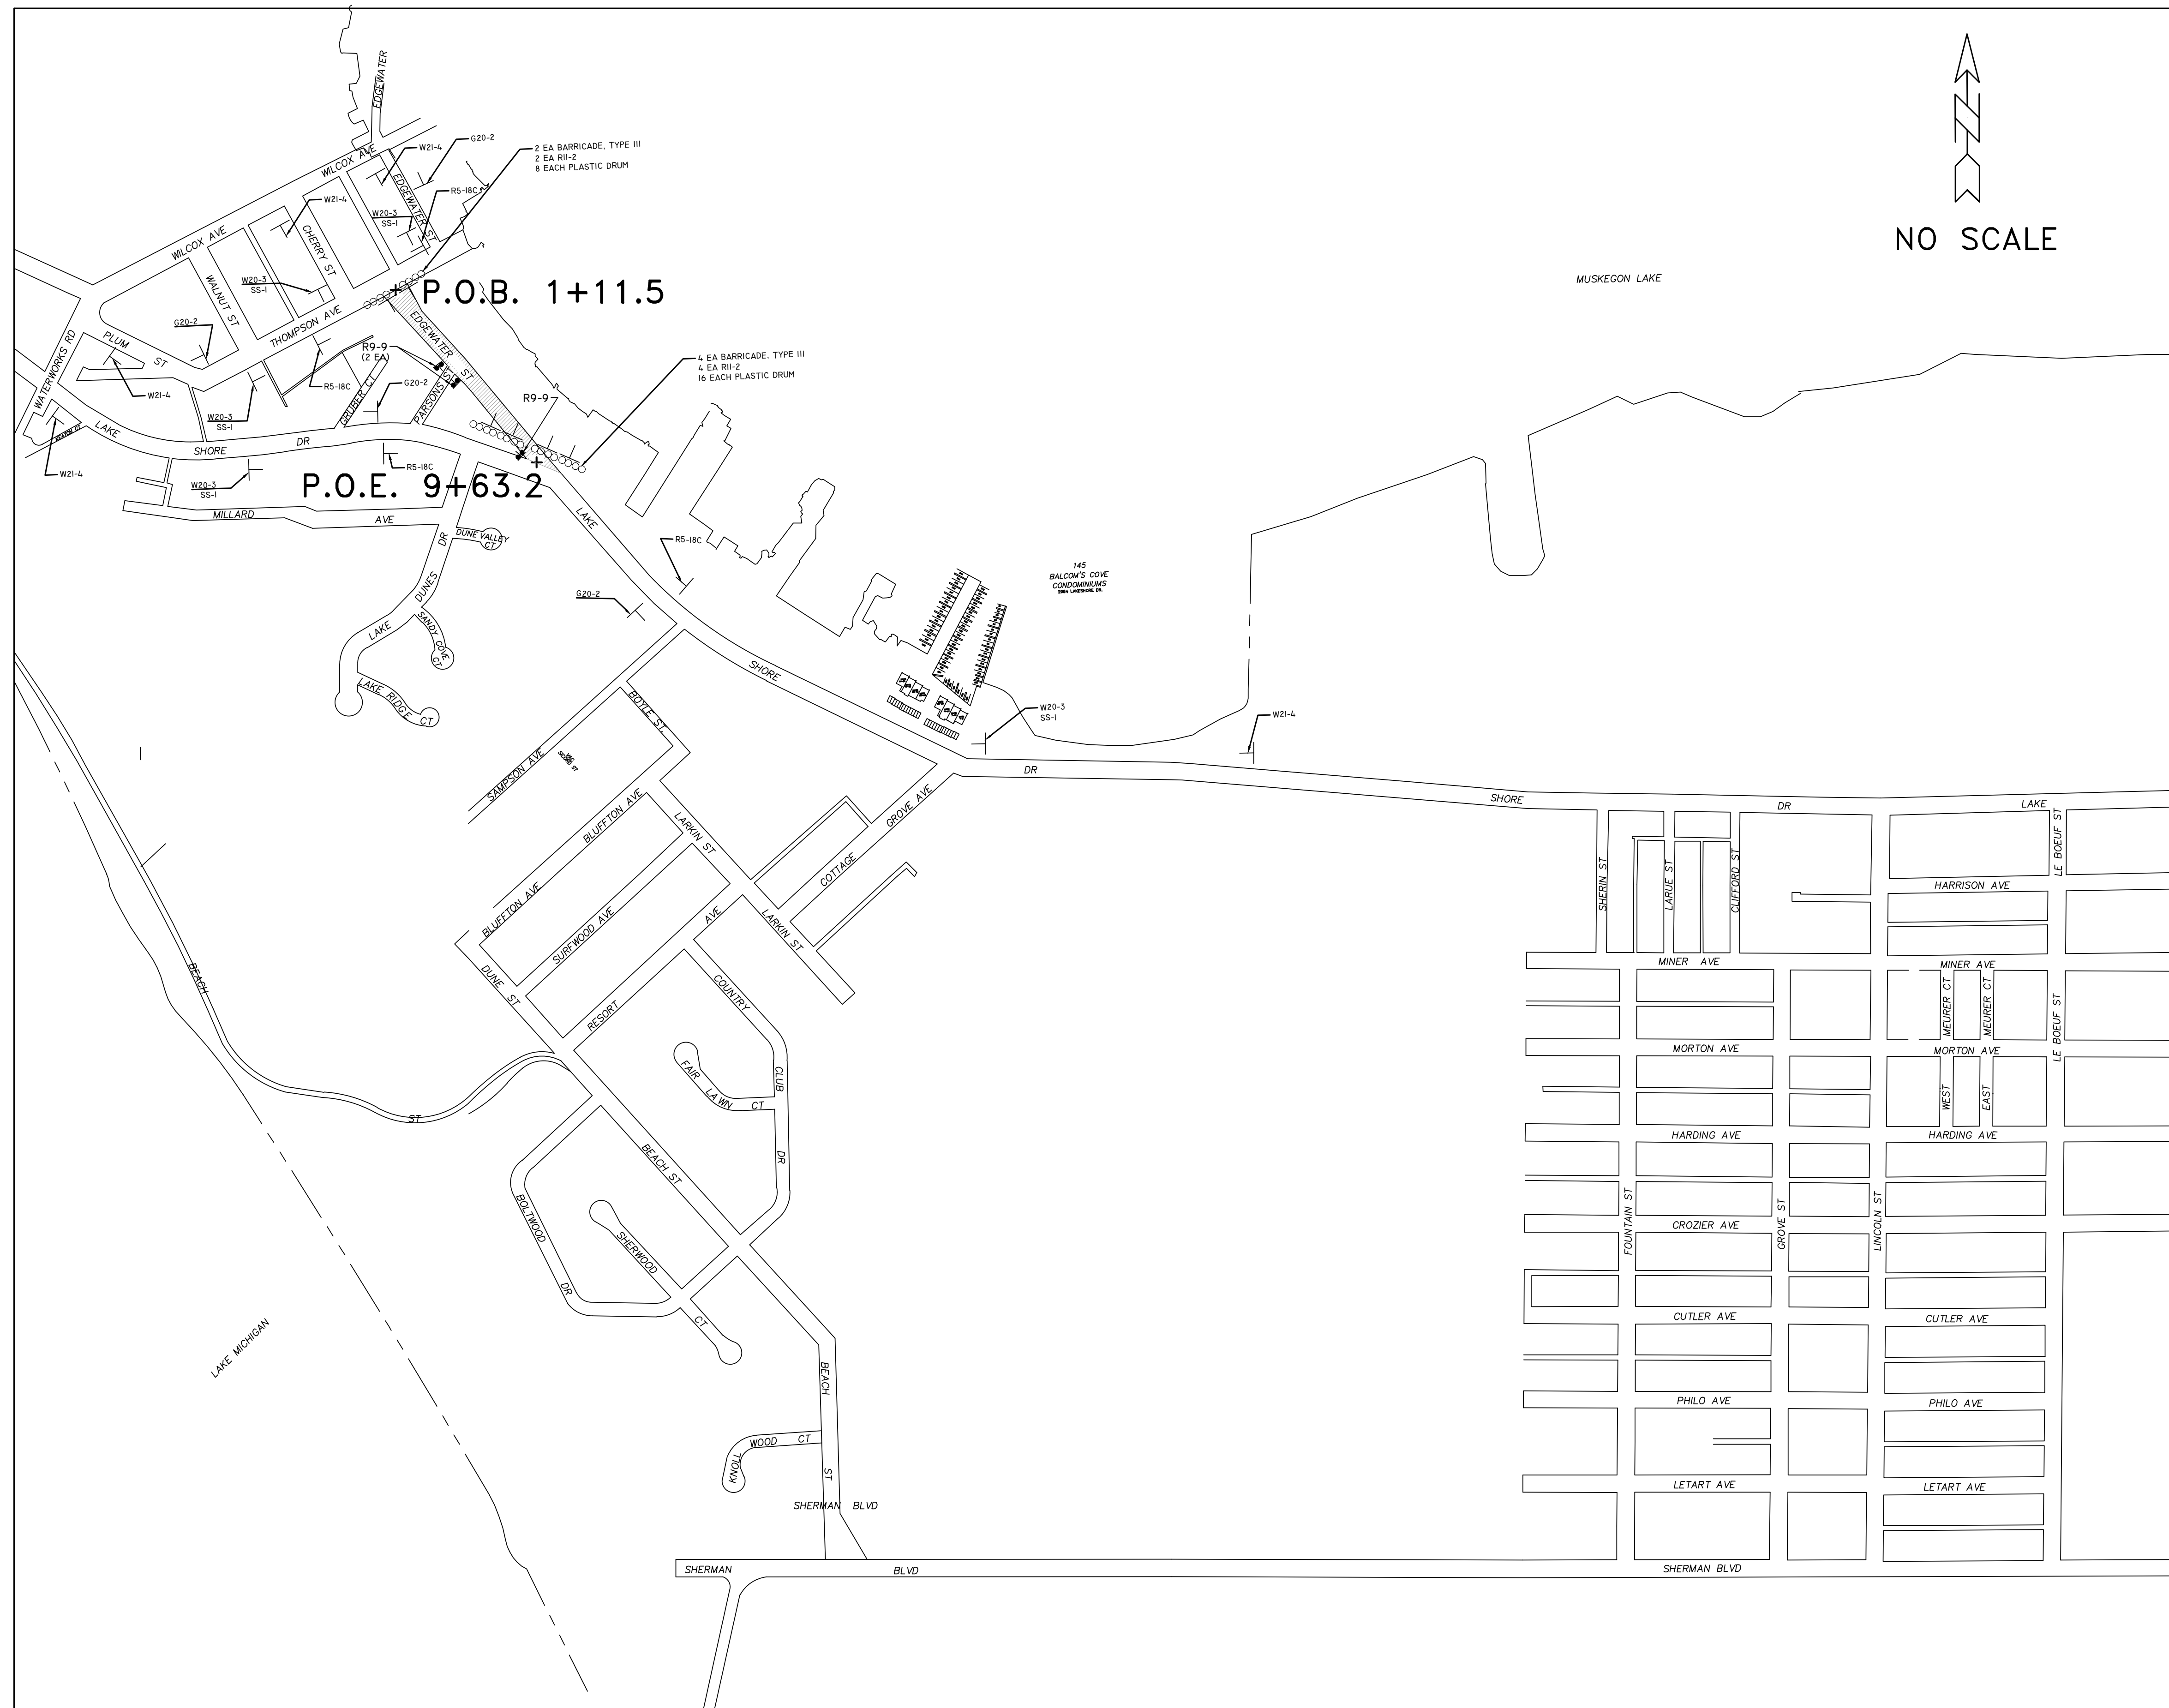 EDGEWATER
WILCOX AVE
W21-4
G20-2
2 EA BARRICADE, TYPE III
2 EA R11-2
8 EACH PLASTIC DRUM
EDGEWATER ST
R5-18C
W21-4
W20-3
SS-1
WILCOX AVE
CHERRY ST
WALNUT ST
W20-3
SS-1
THOMPSON AVE
P.O.B. 1+11.5
NO SCALE
MUSKEGON LAKE
G20-2
PLUM ST
WATERWORKS RD
EDGEWATER ST
R9-9
(2 EA)
4 EA BARRICADE, TYPE III
4 EA R11-2
16 EACH PLASTIC DRUM
R5-18C
GRUBER CT
G20-2
PARSONS ST
R9-9
W21-4
W20-3
SS-1
LAKE
SHORE
DR
W21-4
R5-18C
W20-3
SS-1
P.O.E. 9+63.2
MILLARD
AVE
DUNE VALLEY
CT
LAKE
DUNES
DR
LAKE
R5-18C
G20-2
SANDY COVE
CT
LAKE RIDGE
CT
145
BALCOM'S COVE
CONDOMINIUMS
2964 LAKESHORE DR.
SHORE
W20-3
SS-1
W21-4
DR
SHORE
DR
LAKE
BOYLE ST.
SAMPSON AVE
BLUFFTON AVE
LARKIN ST
GROVE AVE
COTTAGE
BLUFFTON AVE
SURFWOOD AVE
AVE
LARKIN ST
RESORT
DUNE ST
BEACH
ST
COUNTRY
CLUB
DR
FAIR
LAWN
CT
BEACH ST
BOLTWOOD
DR
SHERWOOD
CT
LAKE MICHIGAN
BEACH
ST
KNOLL
WOOD CT
SHERMAN BLVD
SHERMAN
BLVD
SHERMAN BLVD
SHERIN ST
LARUE ST
CLIFFORD ST
LE BOEUF ST
HARRISON AVE
MINER AVE
MINER AVE
MEURER CT
MEURER CT
LE BOEUF ST
MORTON AVE
MORTON AVE
WEST
EAST
HARDING AVE
HARDING AVE
FOUNTAIN ST
GROVE ST
LINCOLN ST
CROZIER AVE
CUTLER AVE
CUTLER AVE
PHILO AVE
PHILO AVE
LETART AVE
LETART AVE